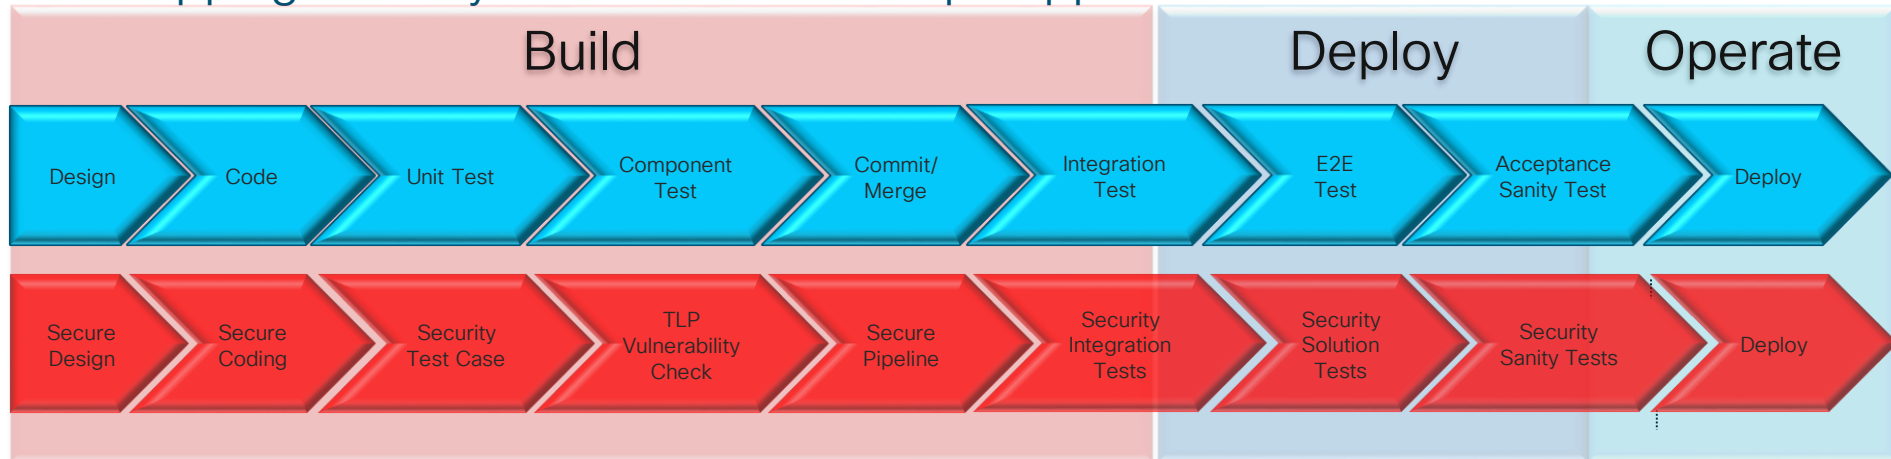 Build
Deploy
Operate
Design
Code
Unit Test
Component
Test
Commit/
Merge
Integration
Test
E2E
Test
Acceptance
Sanity Test
Deploy
Secure
Design
Secure
Coding
Security
Test Case
TLP
Vulnerability
Check
Secure
Pipeline
Security
Integration
Tests
Security
Solution
Tests
Security
Sanity Tests
Deploy